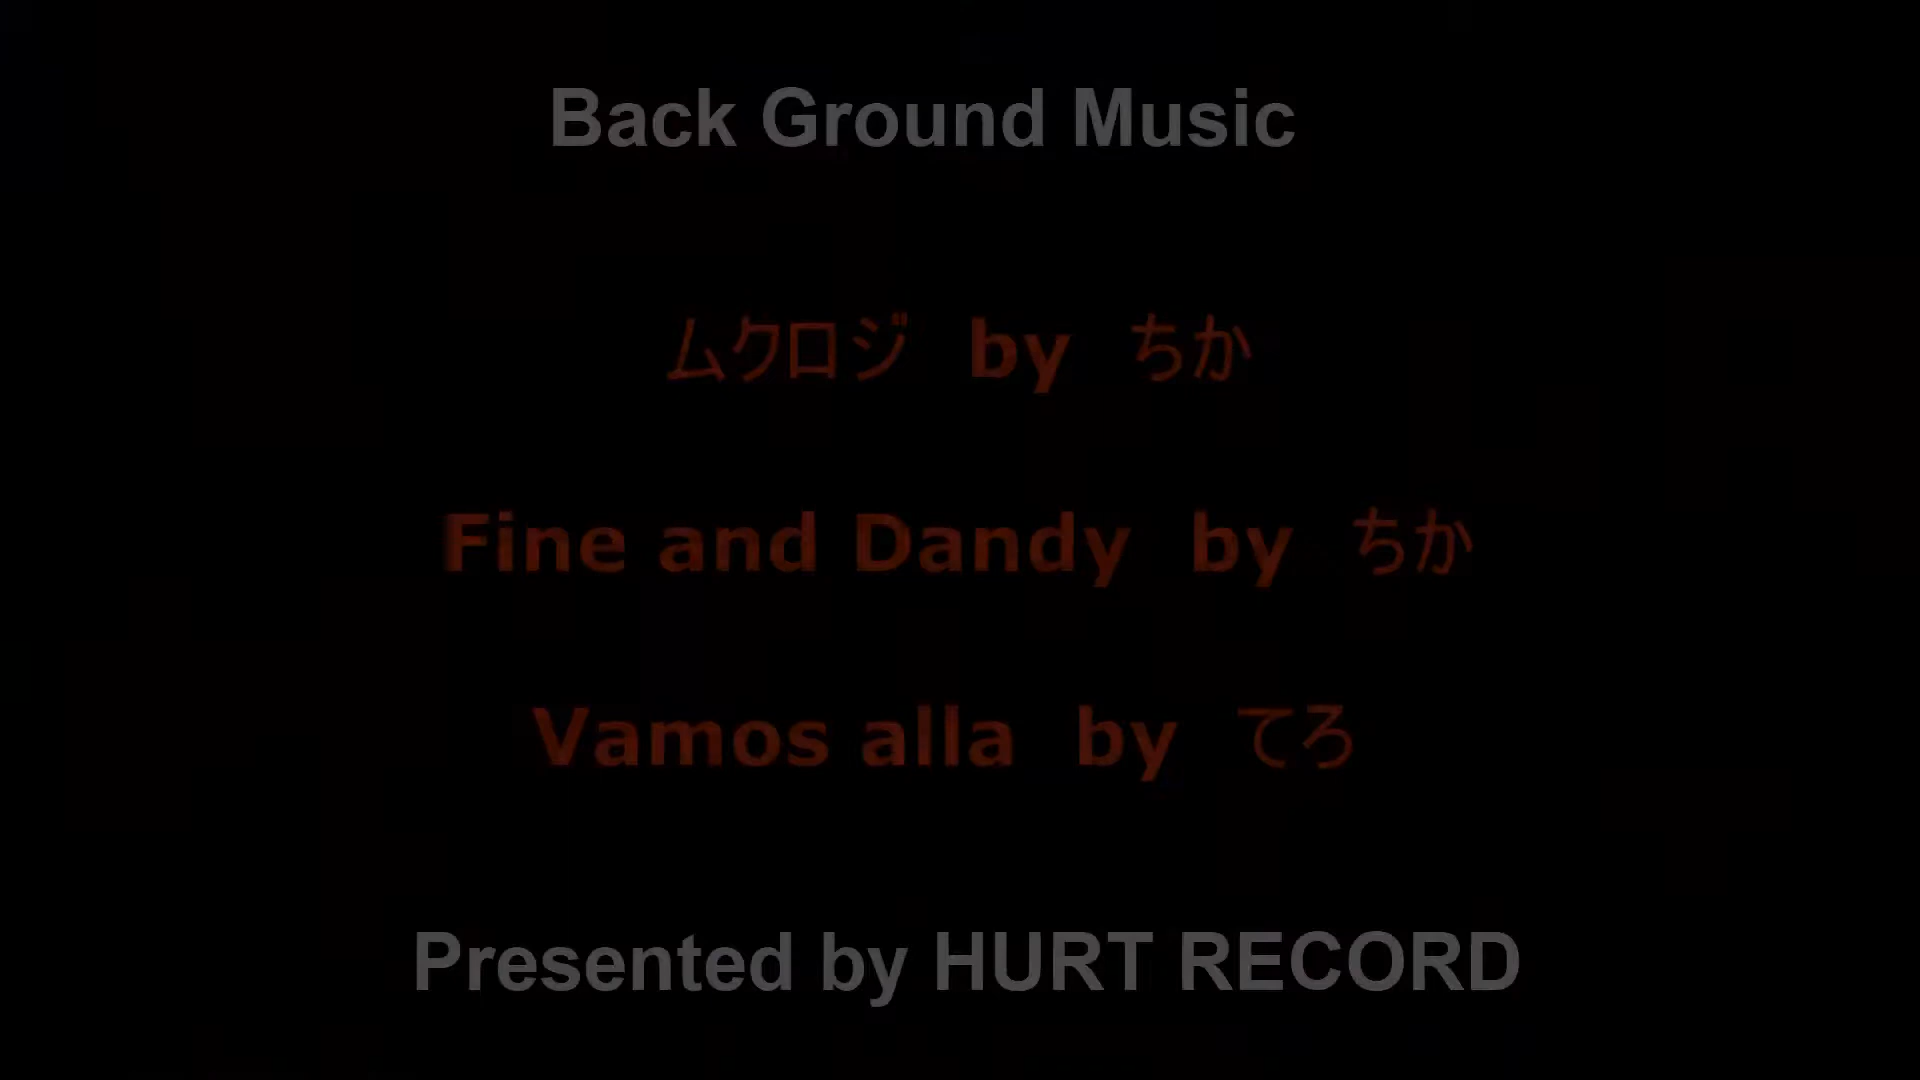 Back Ground Music
ムクロジ by ちか
Fine and Dandy by ちか
Vamos alla by てろ
Presented by HURT RECORD